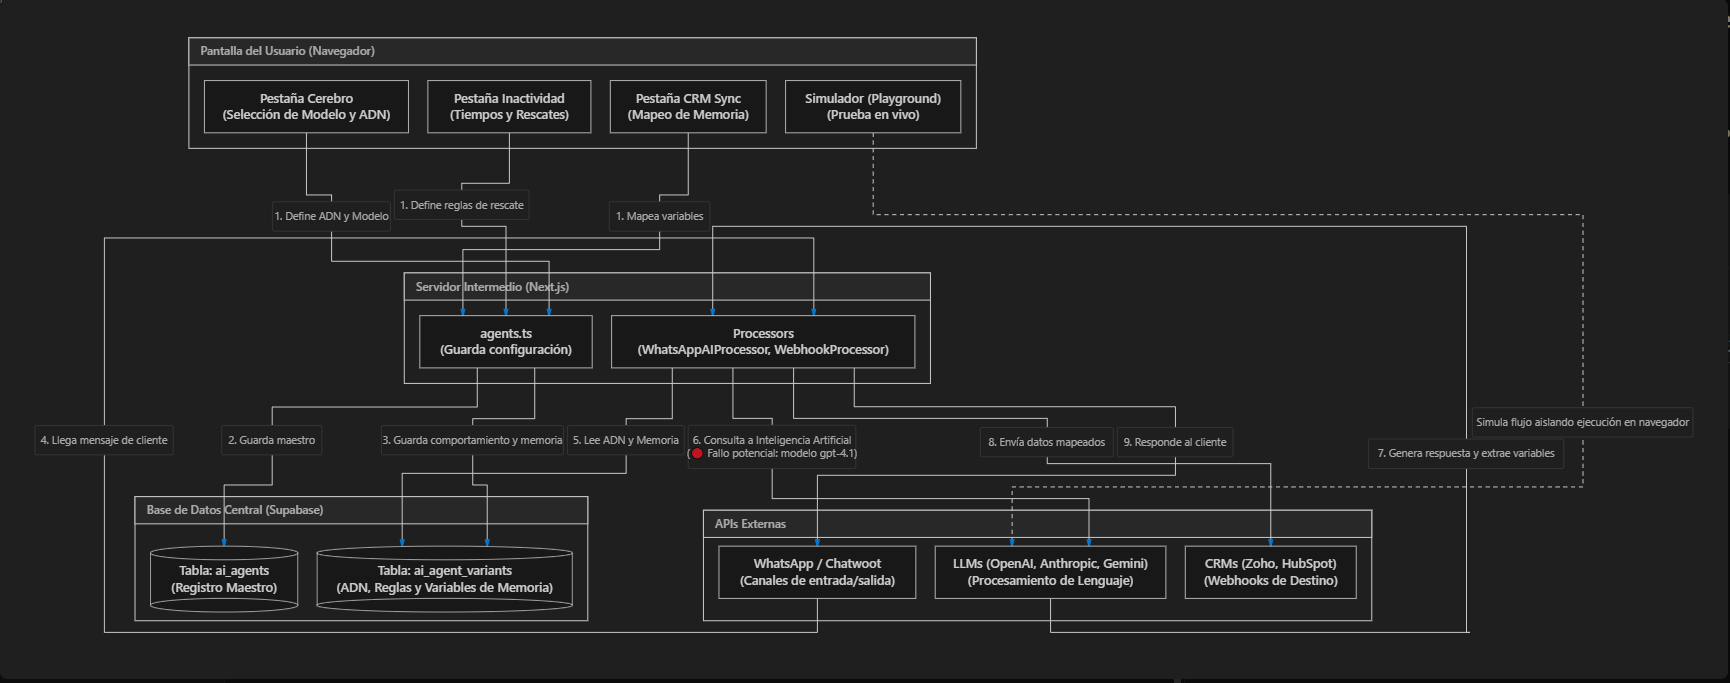 Pantalla del Usuario (Navegador)
Pestaña Cerebro
(Selección de Modelo y ADN)
Pestaña Inactividad
(Tiempos y Rescates)
Pestaña CRM Sync
(Mapeo de Memoria)
Simulador (Playground)
(Prueba en vivo)
1. Define ADN y Modelo
1. Define reglas de rescate
1. Mapea variables
Servidor Intermedio (Next.js)
agents.ts
(Guarda configuración)
Processors
(WhatsAppAIProcessor, WebhookProcessor)
4. Llega mensaje de cliente
2. Guarda maestro
3. Guarda comportamiento y memoria
5. Lee ADN y Memoria
6. Consulta a Inteligencia Artificial
(🔴 Fallo potencial: modelo gpt-4.1)
8. Envía datos mapeados
9. Responde al cliente
7. Genera respuesta y extrae variables
Simula flujo aislando ejecución en navegador
Base de Datos Central (Supabase)
Tabla: ai_agents
(Registro Maestro)
Tabla: ai_agent_variants
(ADN, Reglas y Variables de Memoria)
APIs Externas
WhatsApp / Chatwoot
(Canales de entrada/salida)
LLMs (OpenAI, Anthropic, Gemini)
(Procesamiento de Lenguaje)
CRMs (Zoho, HubSpot)
(Webhooks de Destino)